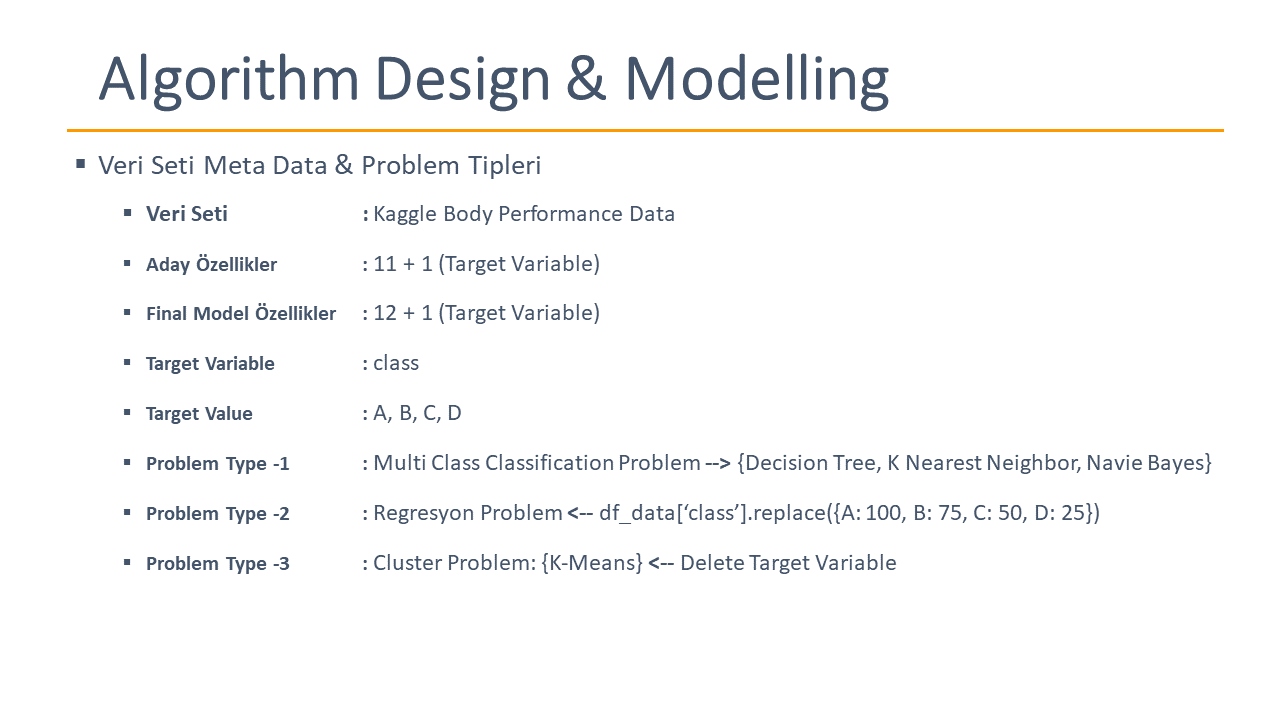 Algorithm Design & Modelling
▪ Veri Seti Meta Data & Problem Tipleri
▪ Veri Seti : Kaggle Body Performance Data
▪ Aday Özellikler : 11 + 1 (Target Variable)
▪ Final Model Özellikler : 12 + 1 (Target Variable)
▪ Target Variable : class
▪ Target Value : A, B, C, D
▪ Problem Type -1 : Multi Class Classification Problem --> {Decision Tree, K Nearest Neighbor, Navie Bayes}
▪ Problem Type -2 : Regresyon Problem <-- df_data[‘class’].replace({A: 100, B: 75, C: 50, D: 25})
▪ Problem Type -3 : Cluster Problem: {K-Means} <-- Delete Target Variable